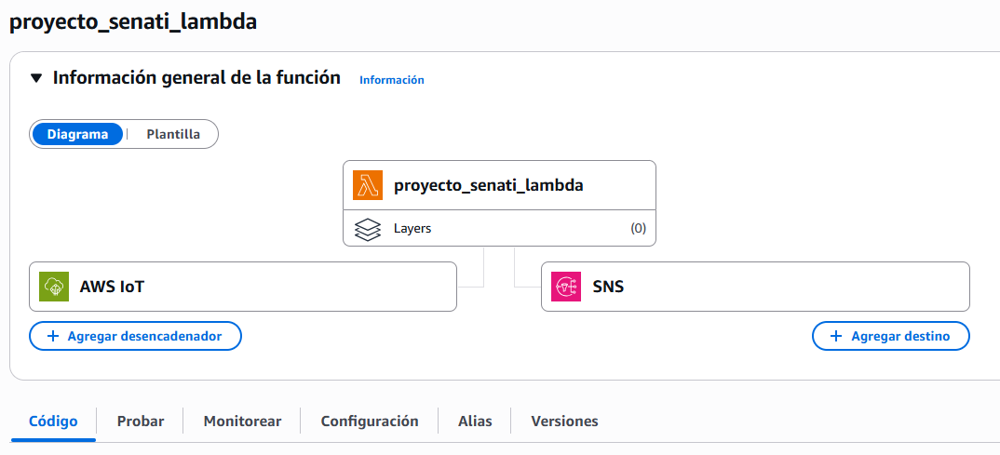 proyecto_senati_lambda
Información general de la función Información
Diagrama Plantilla
proyecto_senati_lambda
Layers (0)
AWS IoT SNS
Agregar desencadenador Agregar destino
Código Probar Monitorear Configuración Alias Versiones